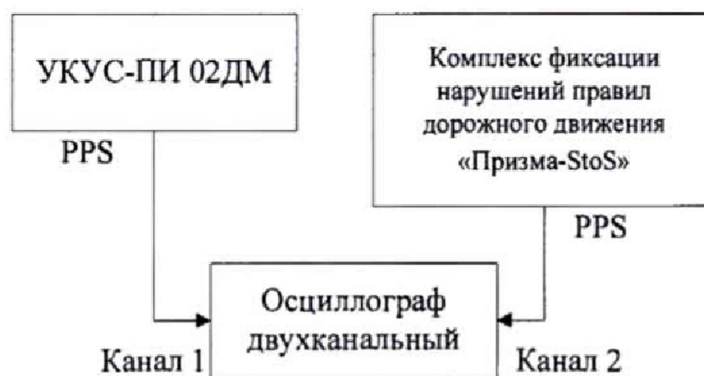 УКУС-ПИ 02ДМ
PPS
Комплекс фиксации
нарушений правил
дорожного движения
«Призма-StoS»
PPS
Осциллограф
двухканальный
Канал 1
Канал 2